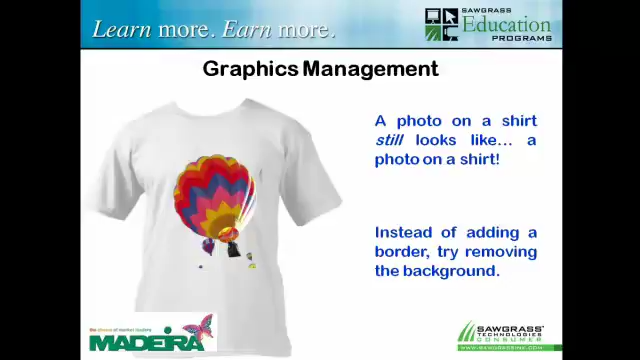 Learn more. Earn more.
SAWGRASS
Education
PROGRAMS
Graphics Management
A photo on a shirt
still looks like... a
photo on a shirt!
Instead of adding a
border, try removing
the background.
MADEIRA
SAWGRASS
TECHNOLOGIES
CONSUMER